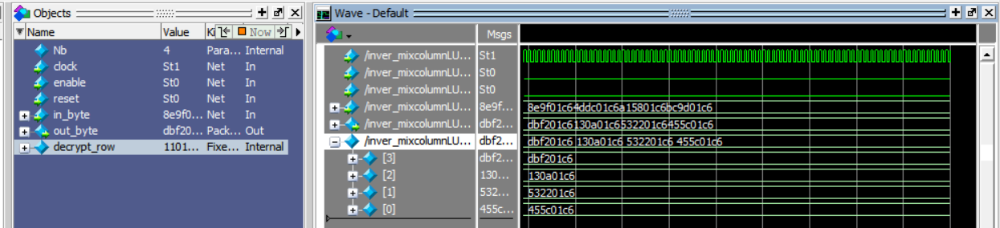 Objects
Wave - Default
Name Value Ki Now
Msgs
Nb 4 Para... Internal
clock St1 Net In
enable St0 Net In
reset St0 Net In
in_byte 8e9f0... Net In
out_byte dbf20... Pack... Out
decrypt_row 1101... Fixe... Internal
/inver_mixcolumnLU... St1
/inver_mixcolumnLU... St0
/inver_mixcolumnLU... St0
/inver_mixcolumnLU... 8e9f... 8e9f01c64ddc01c6a15801c6bc9d01c6
/inver_mixcolumnLU... dbf2... dbf201c6130a01c6532201c6455c01c6
/inver_mixcolumnLU... dbf2... dbf201c6 130a01c6 532201c6 455c01c6
[3] dbf2... dbf201c6
[2] 130... 130a01c6
[1] 532... 532201c6
[0] 455c... 455c01c6